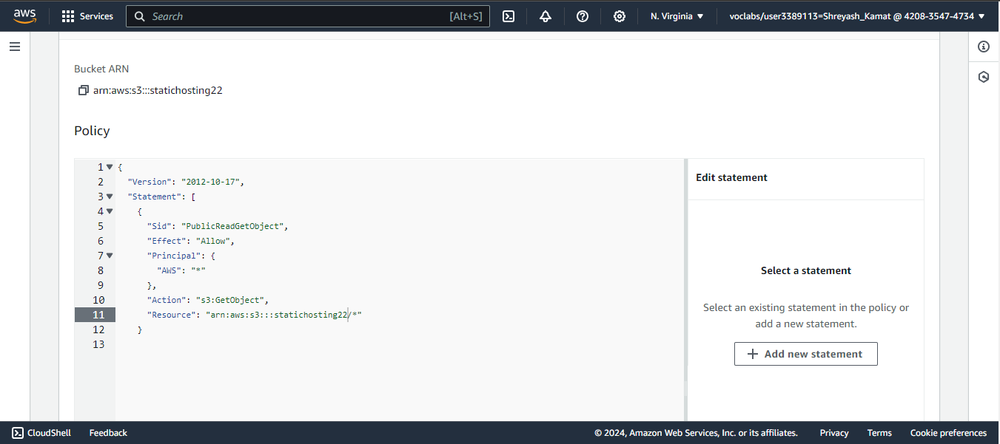 aws Services Search [Alt+S] N. Virginia voclabs/user3389113=Shreyash_Kamat @ 4208-3547-4734
Bucket ARN
arn:aws:s3:::statichosting22
Policy
1 {
2 "Version": "2012-10-17",
3 "Statement": [
4 {
5 "Sid": "PublicReadGetObject",
6 "Effect": "Allow",
7 "Principal": {
8 "AWS": "*"
9 },
10 "Action": "s3:GetObject",
11 "Resource": "arn:aws:s3:::statichosting22/*"
12 }
13
Edit statement
Select a statement
Select an existing statement in the policy or
add a new statement.
Add new statement
CloudShell Feedback © 2024, Amazon Web Services, Inc. or its affiliates. Privacy Terms Cookie preferences